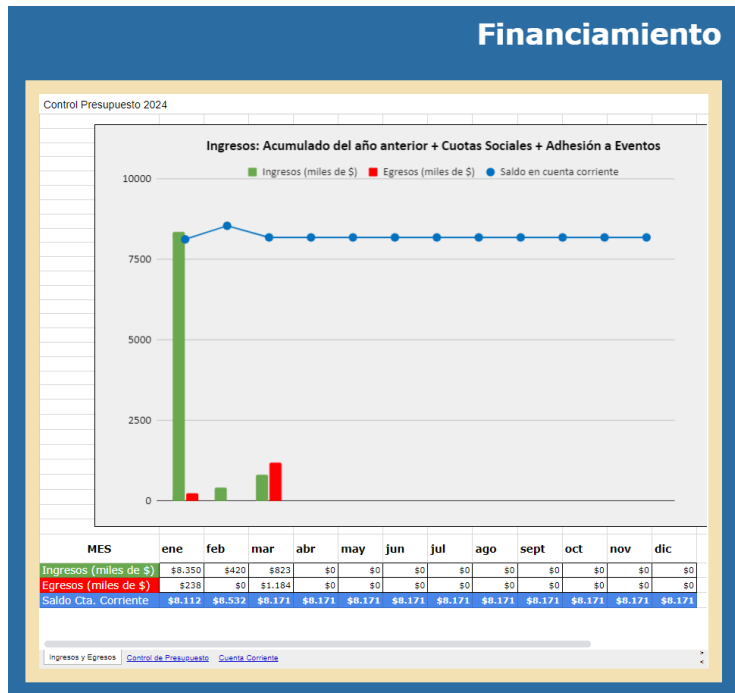 Financiamiento
Control Presupuesto 2024
Ingresos: Acumulado del año anterior + Cuotas Sociales + Adhesión a Eventos
Ingresos (miles de $) Egresos (miles de $) Saldo en cuenta corriente
10000
7500
5000
2500
0
MES ene feb mar abr may jun jul ago sept oct nov dic
Ingresos (miles de $) $8.350 $420 $823 $0 $0 $0 $0 $0 $0 $0 $0 $0
Egresos (miles de $) $238 $0 $1.184 $0 $0 $0 $0 $0 $0 $0 $0 $0
Saldo Cta. Corriente $8.112 $8.532 $8.171 $8.171 $8.171 $8.171 $8.171 $8.171 $8.171 $8.171 $8.171 $8.171
Ingresos y Egresos Control de Presupuesto Cuenta Corriente